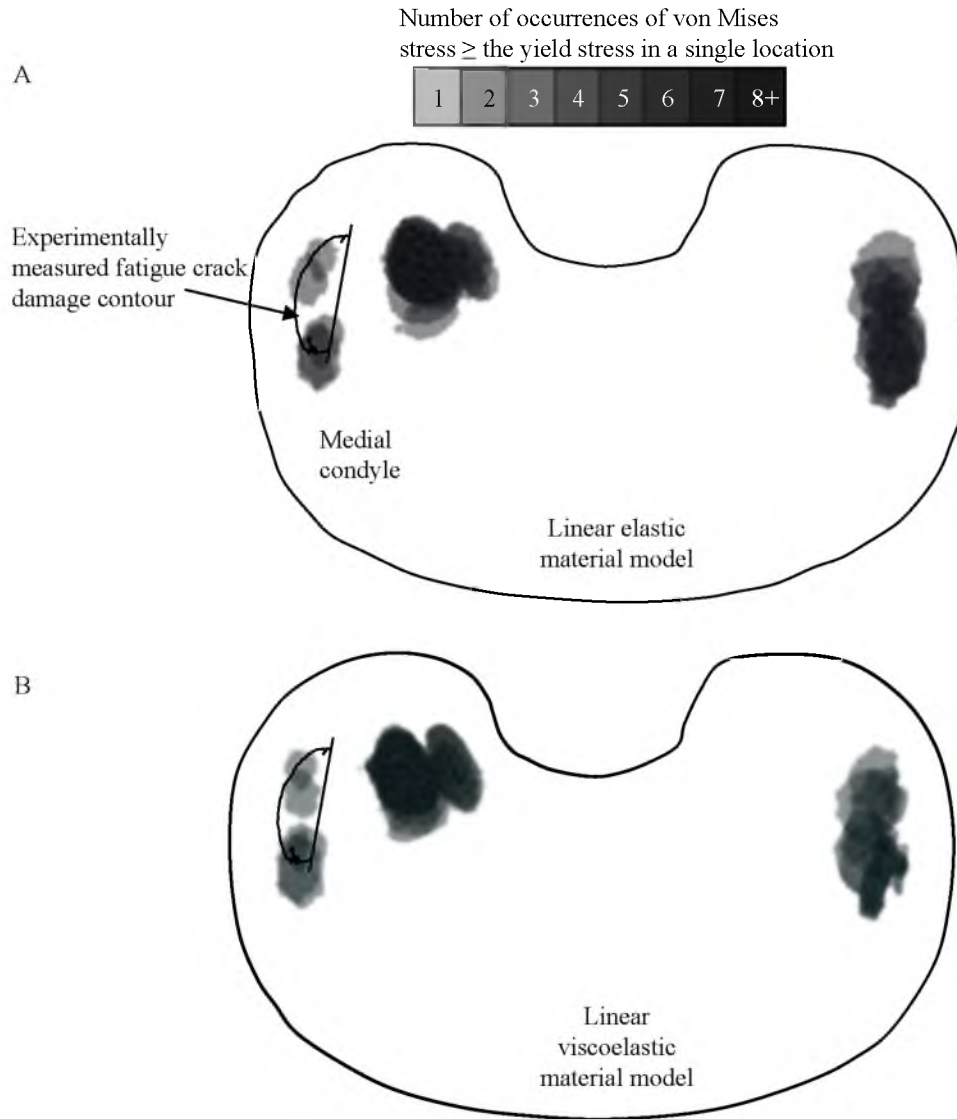 Number of occurrences of von Mises
stress ≥ the yield stress in a single location
A
1 2 3 4 5 6 7 8+
Experimentally
measured fatigue crack
damage contour
Medial
condyle
Linear elastic
material model
B
Linear
viscoelastic
material model